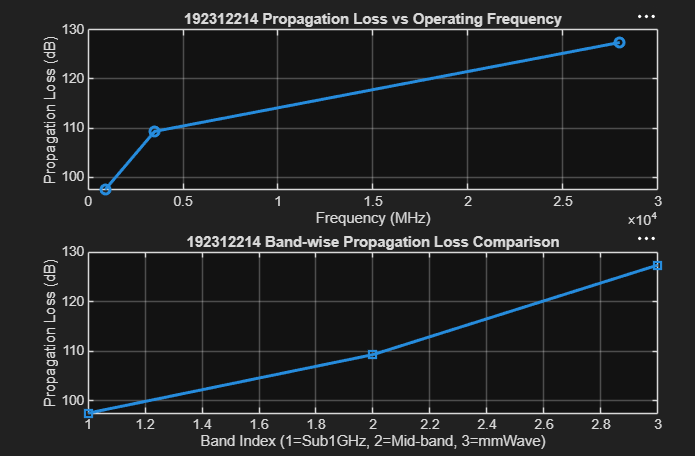 192312214 Propagation Loss vs Operating Frequency
130
120
110
100
Propagation Loss (dB)
0 0.5 1 1.5 2 2.5 3
Frequency (MHz)
×10⁴
192312214 Band-wise Propagation Loss Comparison
130
120
110
100
Propagation Loss (dB)
1 1.2 1.4 1.6 1.8 2 2.2 2.4 2.6 2.8 3
Band Index (1=Sub1GHz, 2=Mid-band, 3=mmWave)